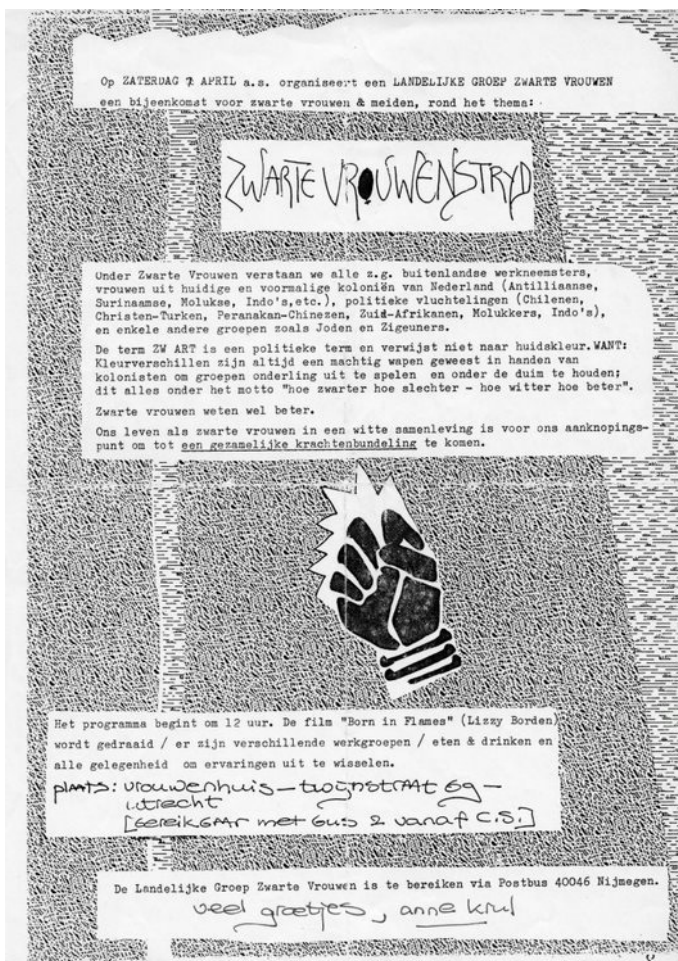 Op ZATERDAG 7 APRIL a.s. organiseert een LANDELIJKE GROEP ZWARTE VROUWEN
een bijeenkomst voor zwarte vrouwen & meiden, rond het thema:
ZWARTE VROUWENSTRYD
Onder Zwarte Vrouwen verstaan we alle z.g. buitenlandse werkneemsters,
vrouwen uit huidige en voormalige koloniën van Nederland (Antilliaanse,
Surinaamse, Molukse, Indo's,etc.), politieke vluchtelingen (Chilenen,
Christen-Turken, Peranakan-Chinezen, Zuid-Afrikanen, Molukkers, Indo's),
en enkele andere groepen zoals Joden en Zigeuners.
De term ZW ART is een politieke term en verwijst niet naar huidskleur.WANT:
Kleurverschillen zijn altijd een machtig wapen geweest in handen van
kolonisten om groepen onderling uit te spelen en onder de duim te houden;
dit alles onder het motto "hoe zwarter hoe slechter - hoe witter hoe beter".
Zwarte vrouwen weten wel beter.
Ons leven als zwarte vrouwen in een witte samenleving is voor ons aanknopings-
punt om tot een gezamelijke krachtenbundeling te komen.
Het programma begint om 12 uur. De film "Born in Flames" (Lizzy Borden)
wordt gedraaid / er zijn verschillende werkgroepen / eten & drinken en
alle gelegenheid om ervaringen uit te wisselen.
plAAts: vrouwenhuis - twijnstrAAt 69 -
utrecht
[bereikbAAr met bus 2 vanaf C.S.]
De Landelijke Groep Zwarte Vrouwen is te bereiken via Postbus 40046 Nijmegen.
veel groetjes, anne krul